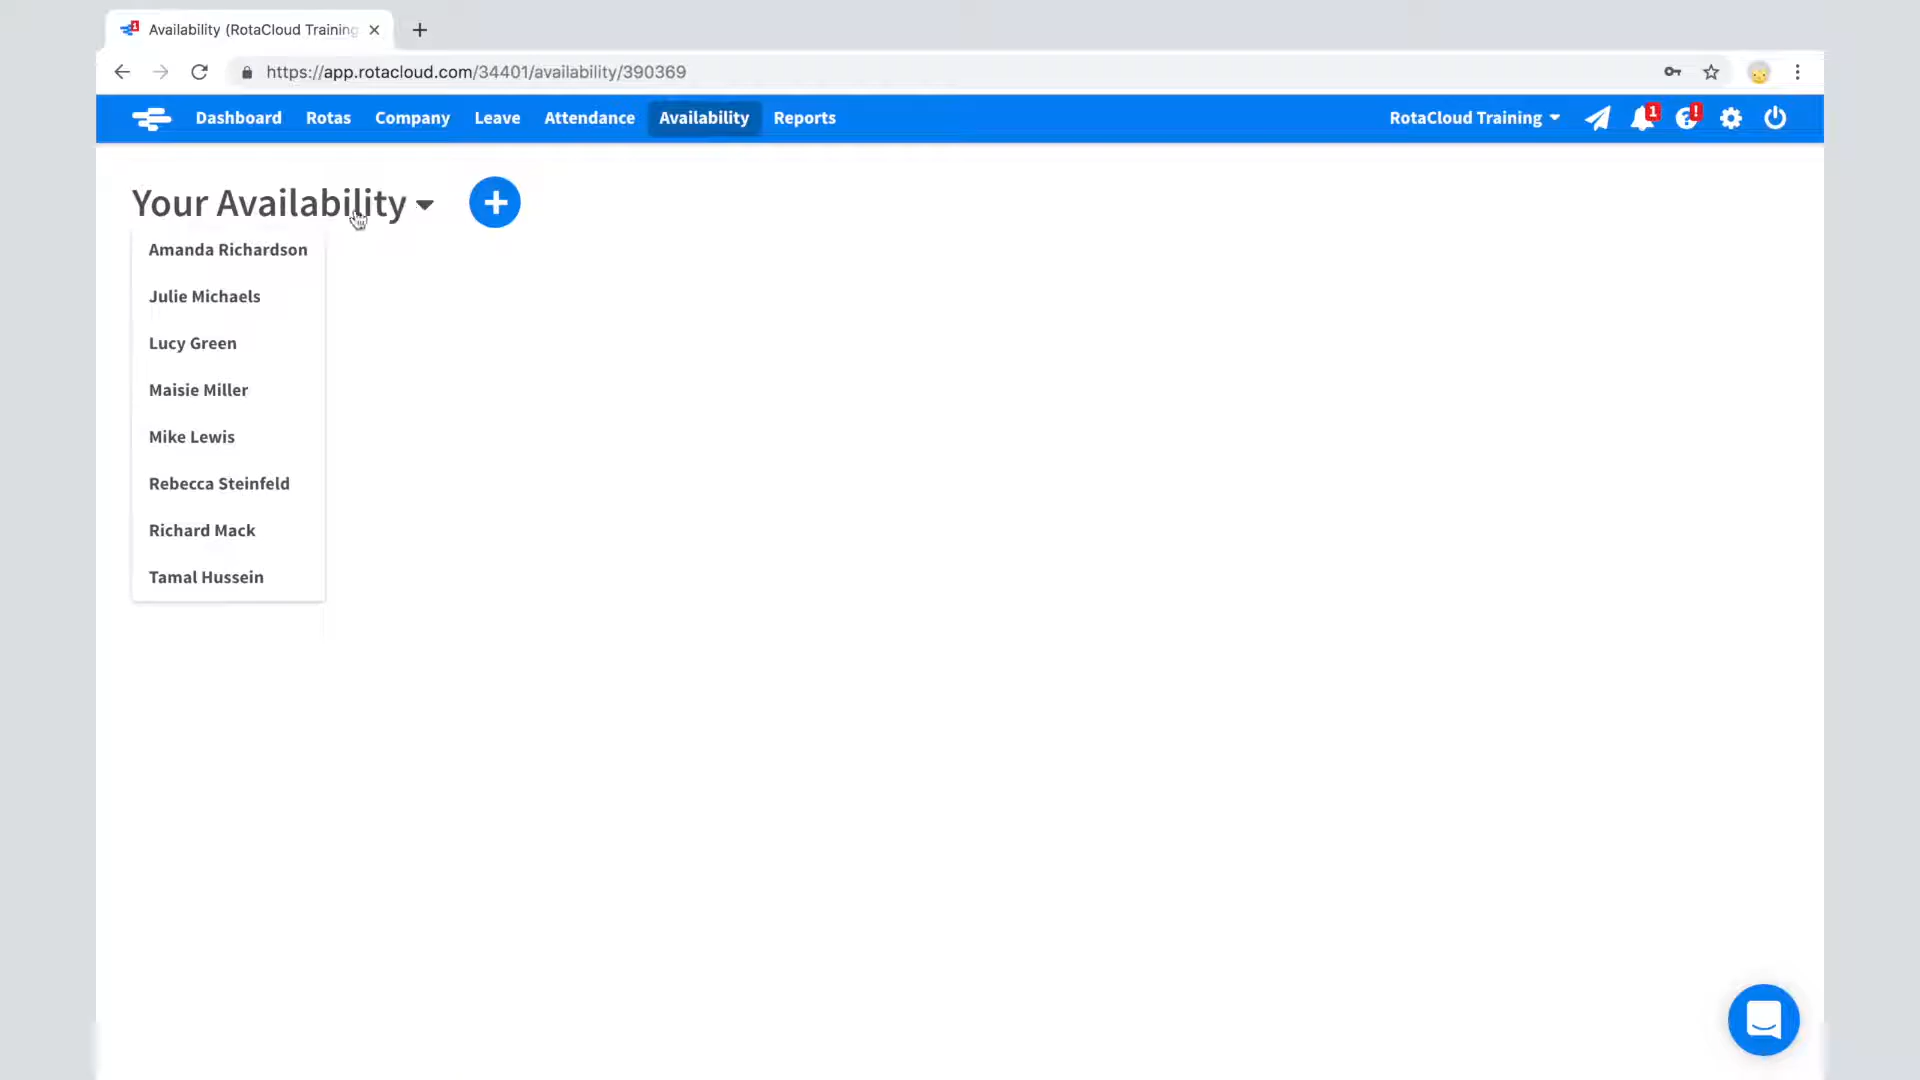 Availability (RotaCloud Training
https://app.rotacloud.com/34401/availability/390369
Dashboard Rotas Company Leave Attendance Availability Reports RotaCloud Training 1 ?!
Your Availability
Amanda Richardson
Julie Michaels
Lucy Green
Maisie Miller
Mike Lewis
Rebecca Steinfeld
Richard Mack
Tamal Hussein